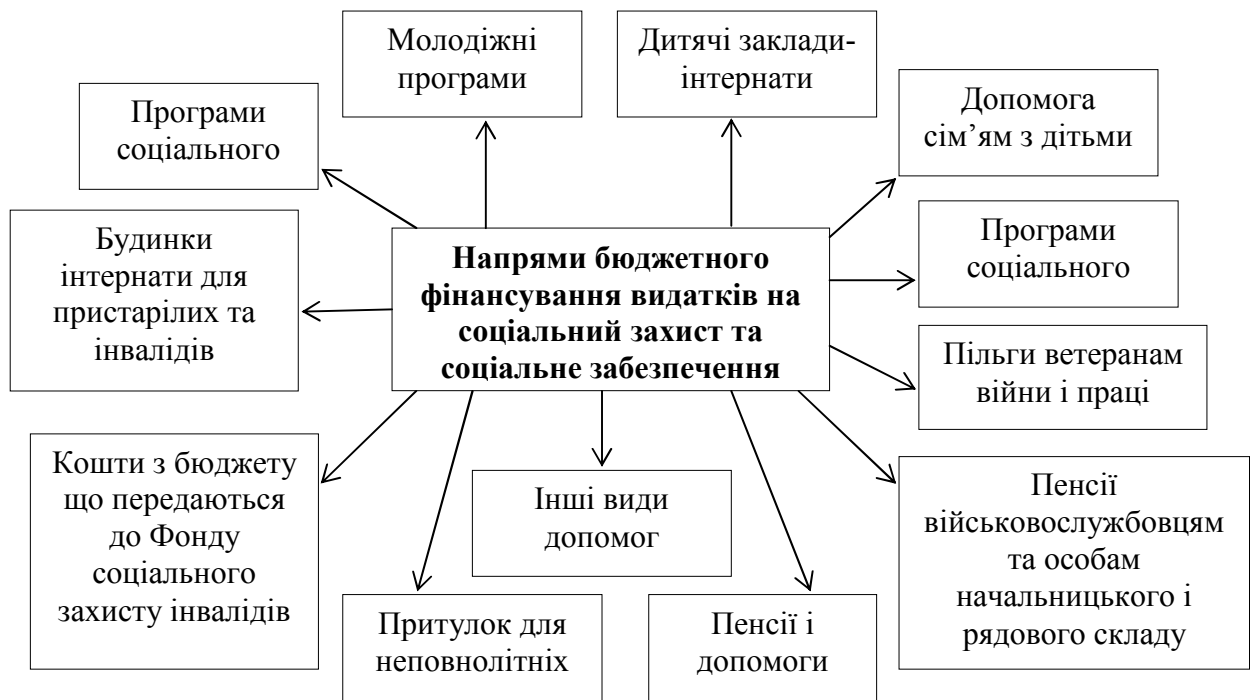 Молодіжні
програми
Дитячі заклади-
інтернати
Програми
соціального
Допомога
сім’ям з дітьми
Будинки
інтернати для
пристарілих та
інвалідів
Напрями бюджетного
фінансування видатків на
соціальний захист та
соціальне забезпечення
Програми
соціального
Пільги ветеранам
війни і праці
Кошти з бюджету
що передаються
до Фонду
соціального
захисту інвалідів
Інші види
допомог
Пенсії
військовослужбовцям
та особам
начальницького і
рядового складу
Притулок для
неповнолітніх
Пенсії і
допомоги